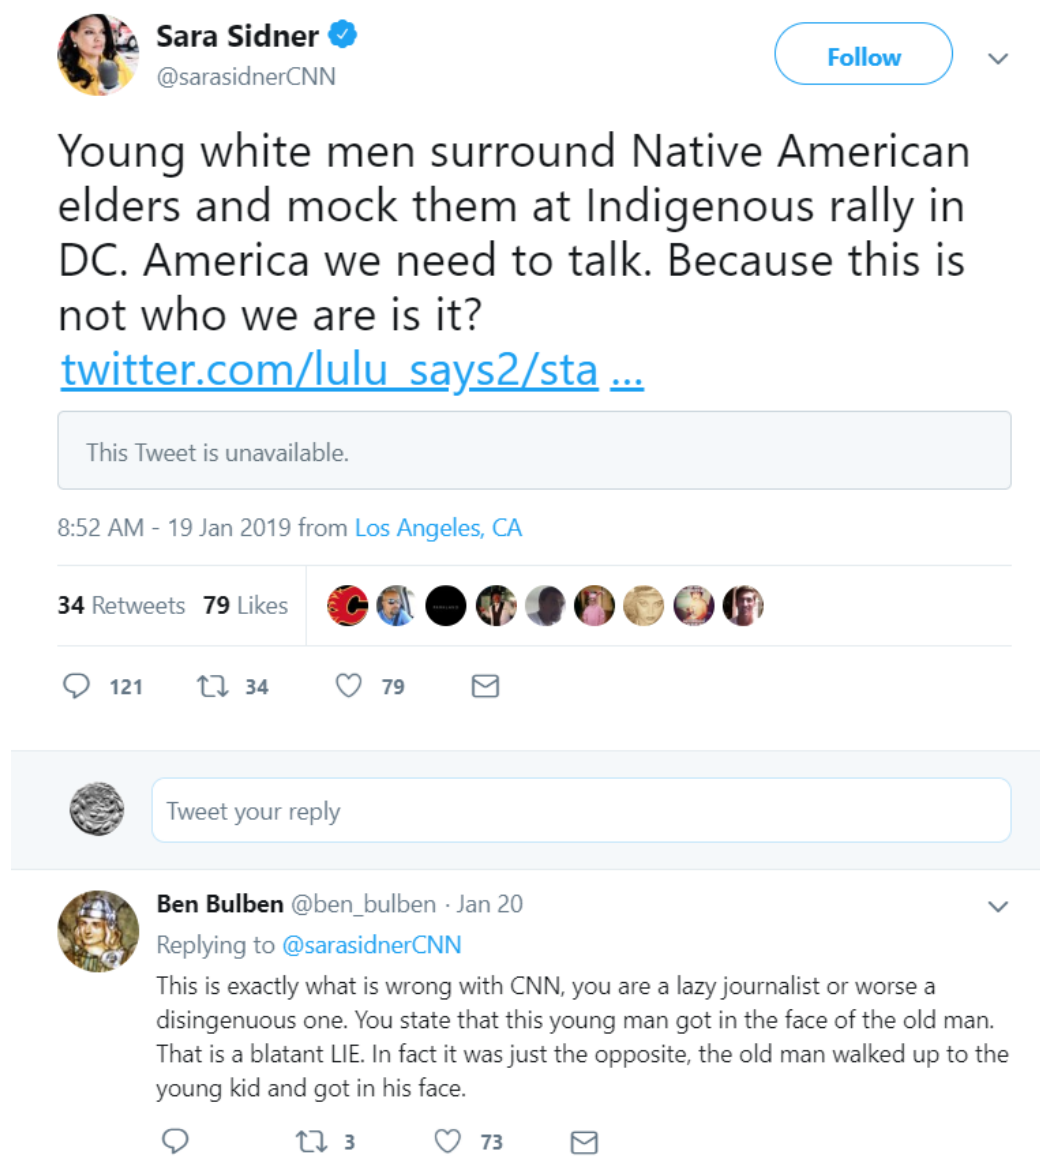 Sara Sidner
@sarasidnerCNN
Follow
Young white men surround Native American
elders and mock them at Indigenous rally in
DC. America we need to talk. Because this is
not who we are is it?
twitter.com/lulu_says2/sta ...
This Tweet is unavailable.
8:52 AM - 19 Jan 2019 from Los Angeles, CA
34 Retweets 79 Likes
121 34 79
Tweet your reply
Ben Bulben @ben_bulben · Jan 20
Replying to @sarasidnerCNN
This is exactly what is wrong with CNN, you are a lazy journalist or worse a
disingenuous one. You state that this young man got in the face of the old man.
That is a blatant LIE. In fact it was just the opposite, the old man walked up to the
young kid and got in his face.
3 73